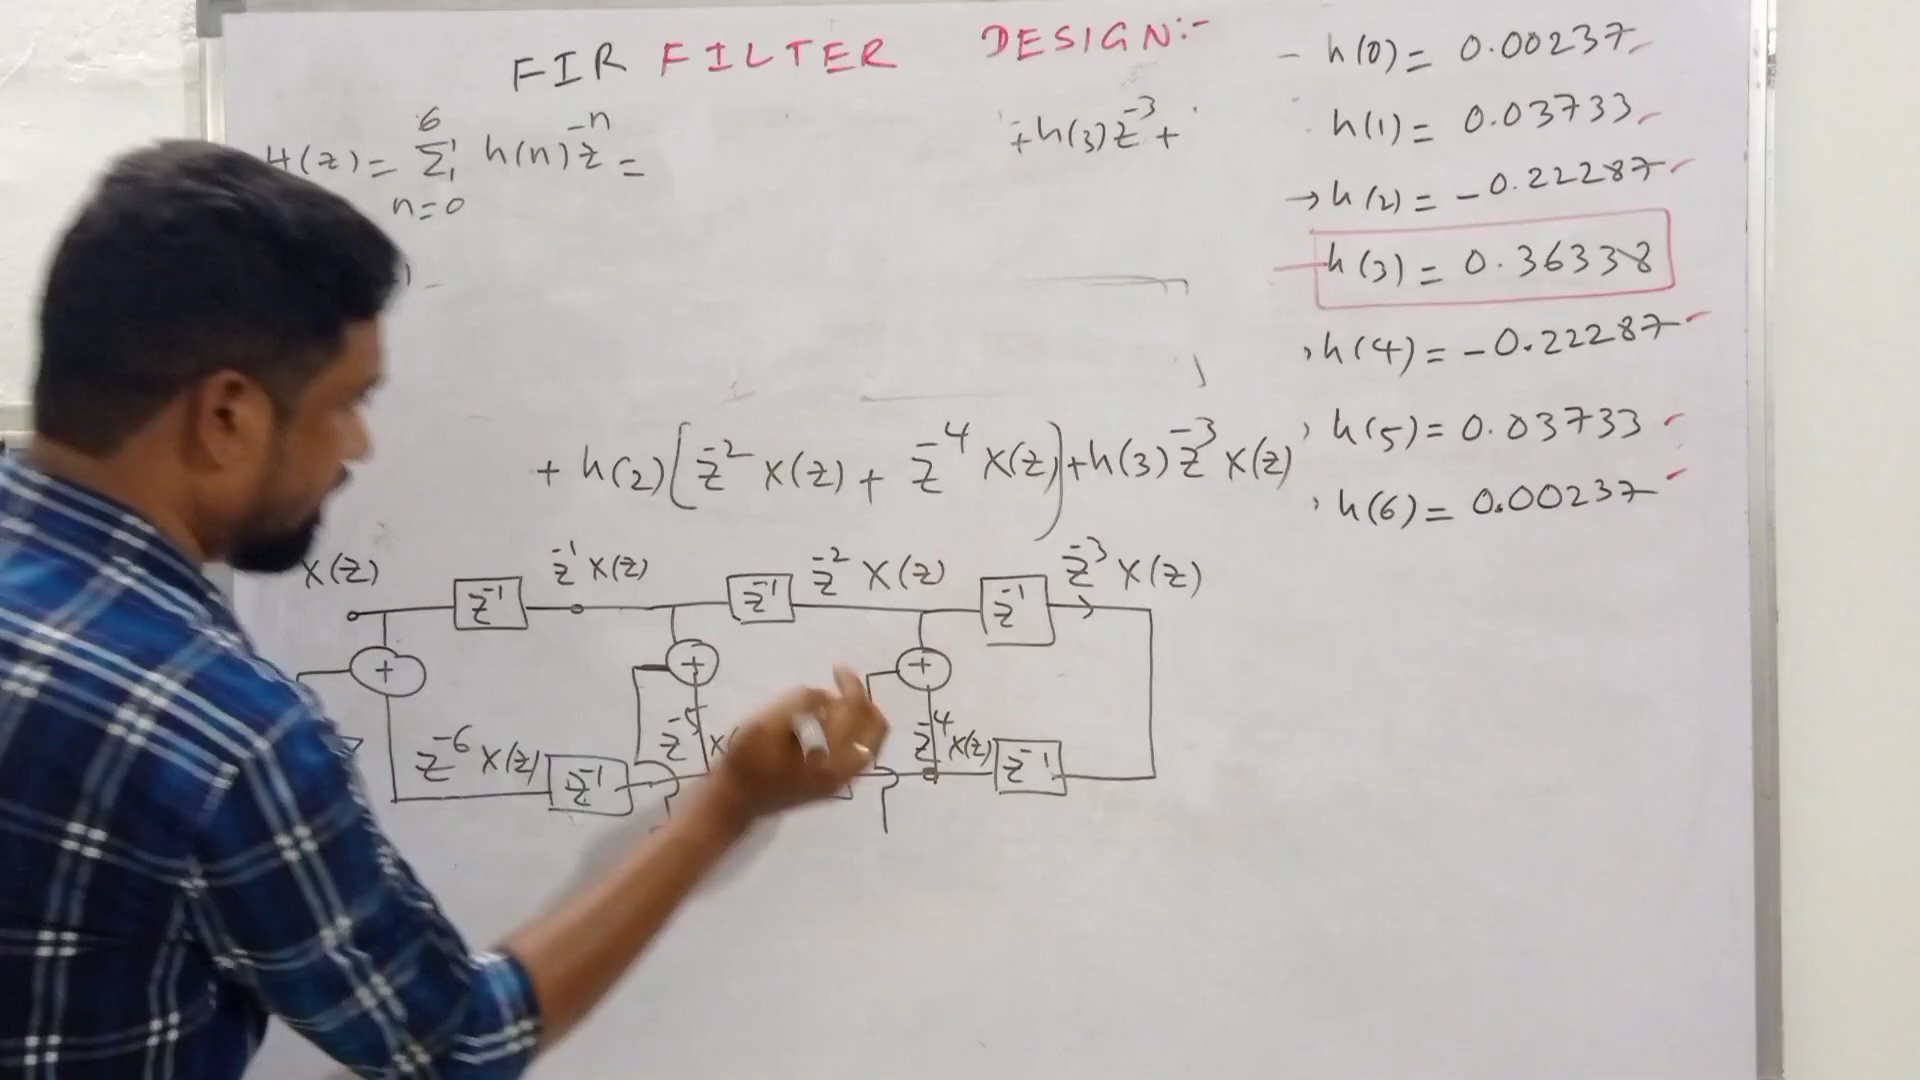 FIR FILTER DESIGN:-
H(z) = 6 Σ n=0 h(n) z^-n =
+h(3)z^-3 +
h(0) = 0.00237
h(1) = 0.03733
→ h(2) = -0.22287
h(3) = 0.36338
h(4) = -0.22287
h(5) = 0.03733
h(6) = 0.00237
+ h(2)[z^-2 X(z) + z^-4 X(z)] + h(3) z^-3 X(z)
X(z) z^-1 X(z) z^-2 X(z) z^-3 X(z)
z^-1 z^-1 z^-1
+ + +
z^-6 X(z) z^-1 z^-5 z^-4 X(z) z^-1